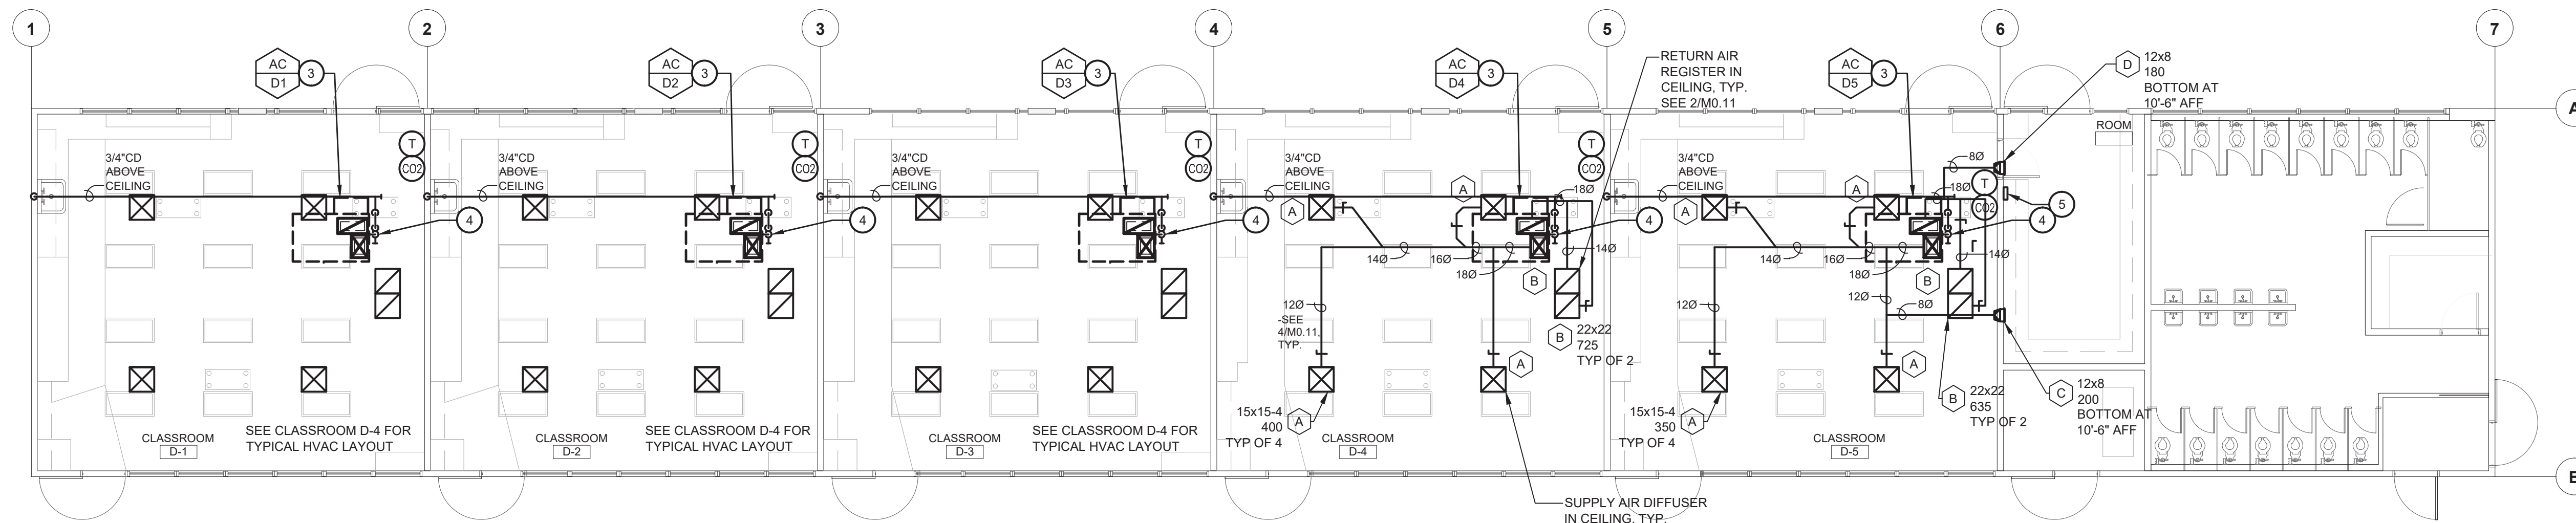 1
2
3
4
5
6
7
AC
D1
3
AC
D2
3
AC
D3
3
AC
D4
3
RETURN AIR
REGISTER IN
CEILING, TYP.
SEE 2/M0.11
AC
D5
3
D
12x8
180
BOTTOM AT
10'-6" AFF
A
ROOM
T
CO2
T
CO2
T
CO2
T
CO2
T
CO2
3/4"CD
ABOVE
CEILING
3/4"CD
ABOVE
CEILING
3/4"CD
ABOVE
CEILING
3/4"CD
ABOVE
CEILING
3/4"CD
ABOVE
CEILING
4
4
4
4
4
5
A
A
18Ø
14Ø
16Ø
18Ø
14Ø
B
12Ø
-SEE
4/M0.11,
TYP.
B
22x22
725
TYP OF 2
A
15x15-4
400
TYP OF 4
A
A
A
8Ø
18Ø
14Ø
16Ø
18Ø
14Ø
B
12Ø
12Ø
8Ø
A
B
22x22
635
TYP OF 2
C
12x8
200
BOTTOM AT
10'-6" AFF
15x15-4
350
TYP OF 4
A
CLASSROOM
D-1
SEE CLASSROOM D-4 FOR
TYPICAL HVAC LAYOUT
CLASSROOM
D-2
SEE CLASSROOM D-4 FOR
TYPICAL HVAC LAYOUT
CLASSROOM
D-3
SEE CLASSROOM D-4 FOR
TYPICAL HVAC LAYOUT
CLASSROOM
D-4
CLASSROOM
D-5
SUPPLY AIR DIFFUSER
IN CEILING, TYP.